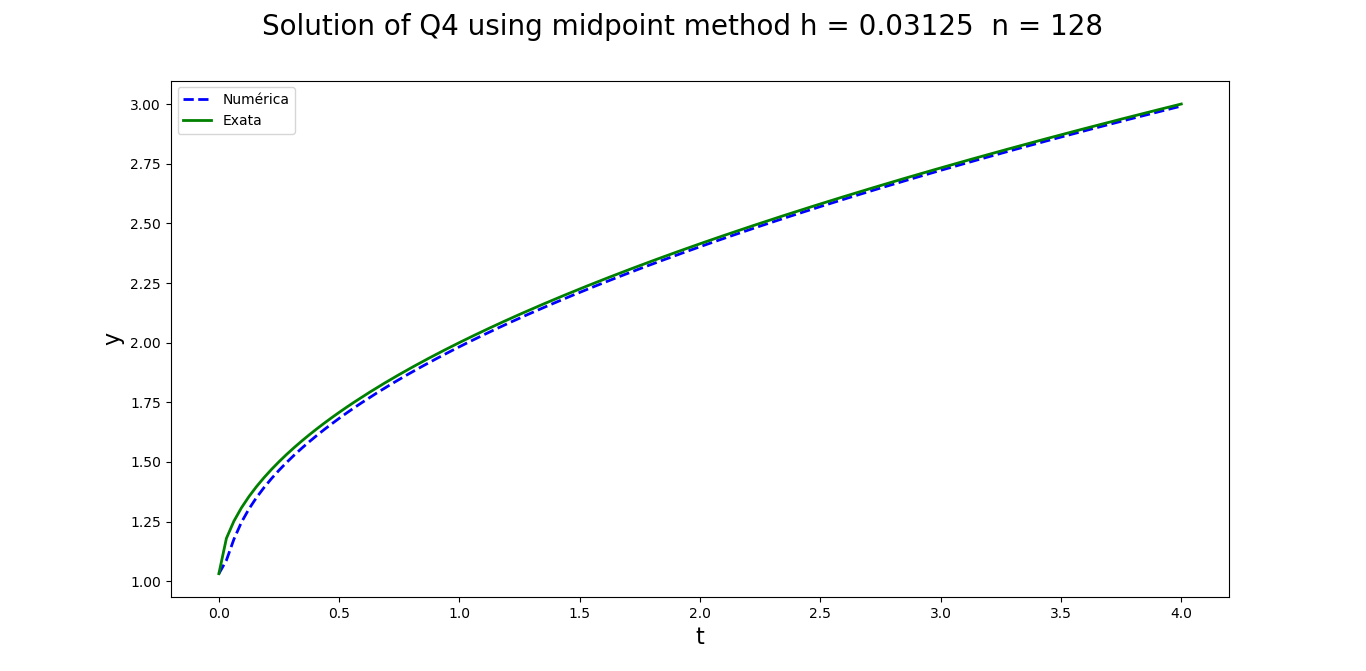 Solution of Q4 using midpoint method h = 0.03125  n = 128
Numérica
Exata
3.00
2.75
2.50
2.25
2.00
1.75
1.50
1.25
1.00
y
0.0 0.5 1.0 1.5 2.0 2.5 3.0 3.5 4.0
t